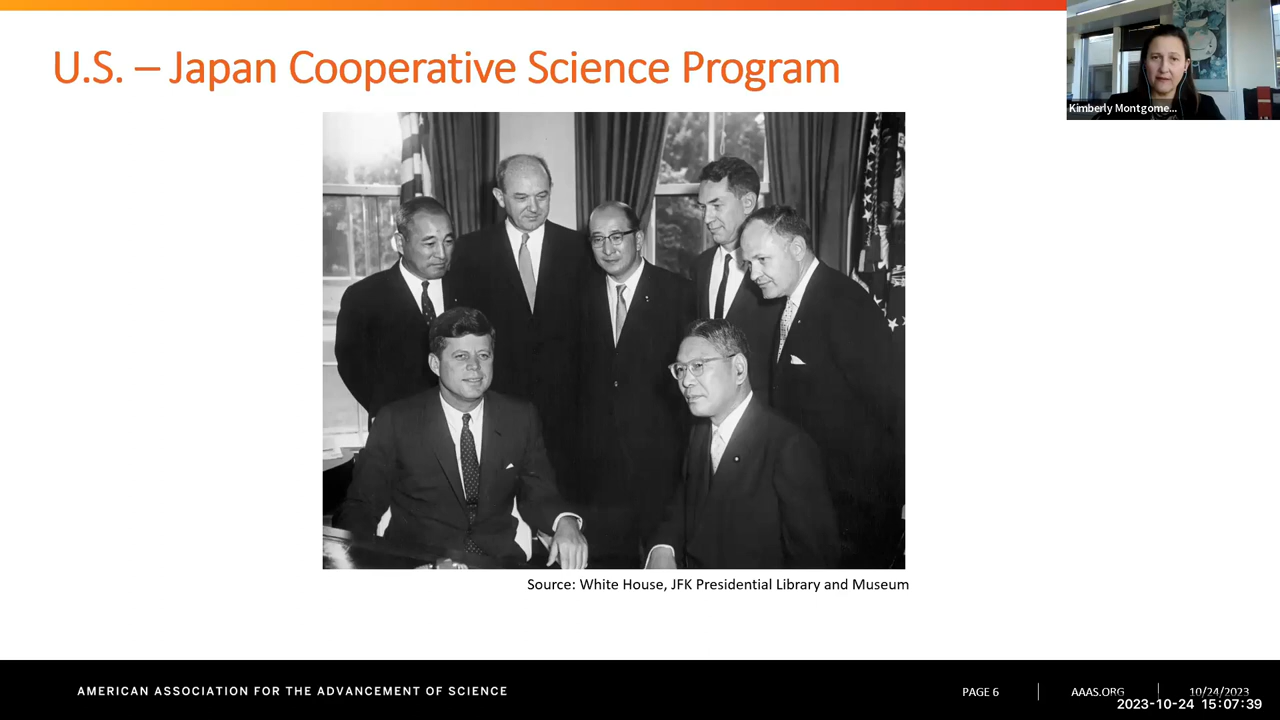 U.S. – Japan Cooperative Science Program
Kimberly Montgome...
Source: White House, JFK Presidential Library and Museum
AMERICAN ASSOCIATION FOR THE ADVANCEMENT OF SCIENCE
PAGE 6
AAAS.ORG
10/24/2023
2023-10-24 15:07:39